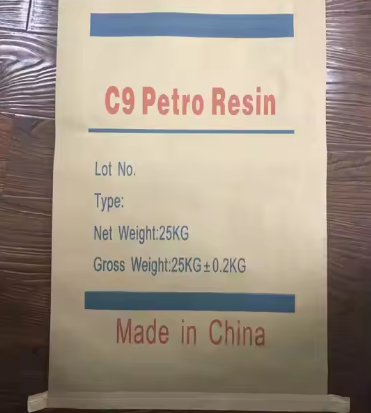 C9 Petro Resin
Lot No.
Type:
Net Weight:25KG
Gross Weight:25KG±0.2KG
Made in China